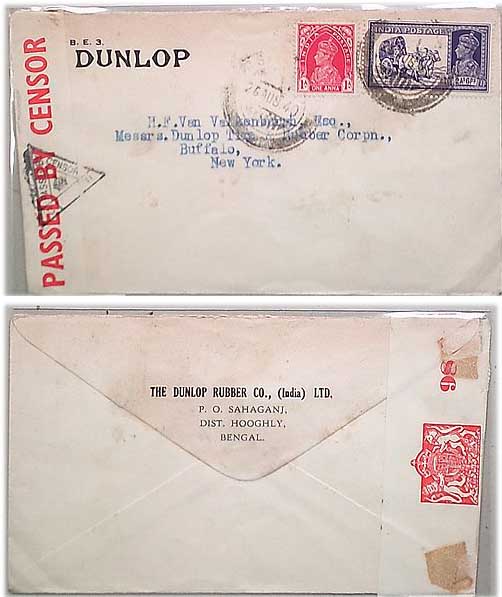 B. E. 3.
DUNLOP
PASSED BY CENSOR
INDIA POSTAGE
ONE ANNA
H.F.Van Valkenburgh, Esq.,
Messrs.Dunlop Tire & Rubber Corpn.,
Buffalo,
New York.
THE DUNLOP RUBBER CO., (India) LTD.
P. O. SAHAGANJ,
DIST. HOOGHLY,
BENGAL.